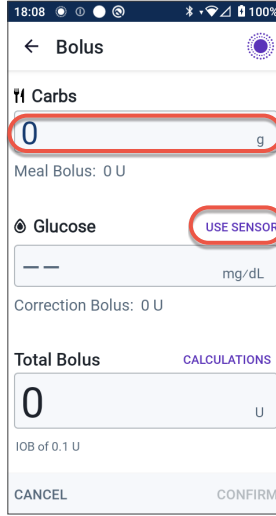 18:08 100%
← Bolus
Carbs
0 g
Meal Bolus: 0 U
Glucose USE SENSOR
-- mg/dL
Correction Bolus: 0 U
Total Bolus CALCULATIONS
0 U
IOB of 0.1 U
CANCEL CONFIRM